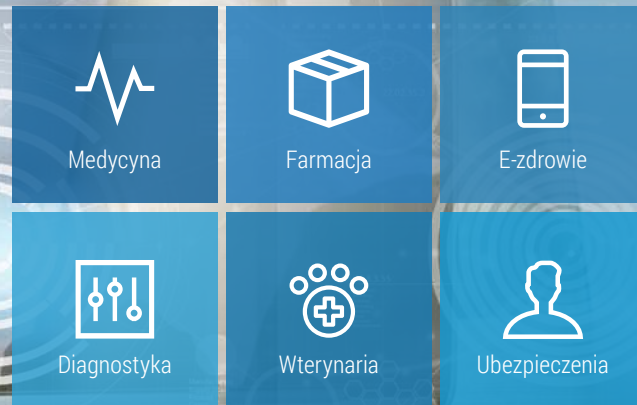 Medycyna
Farmacja
E-zdrowie
Diagnostyka
Wterynaria
Ubezpieczenia